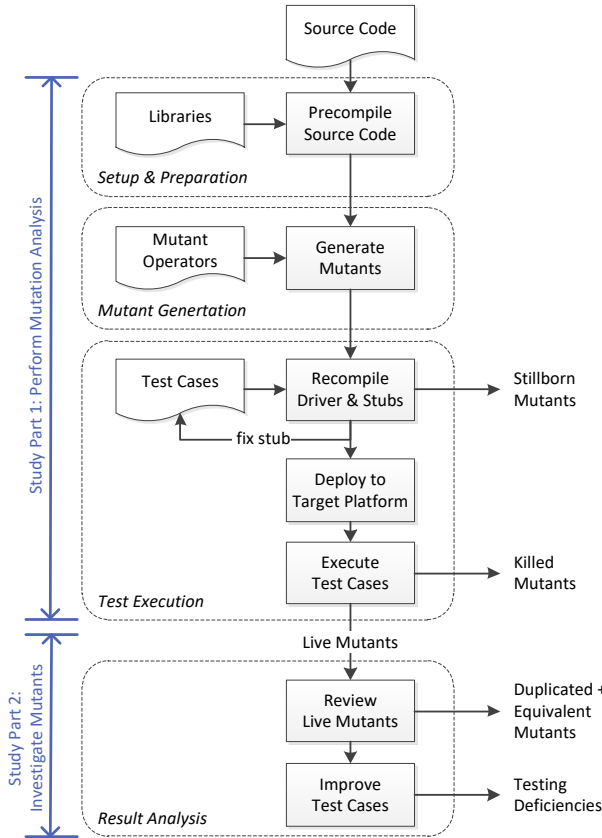 Source Code
Libraries
Precompile
Source Code
Setup & Preparation
Mutant
Operators
Generate
Mutants
Mutant Genertation
Test Cases
Recompile
Driver & Stubs
Stillborn
Mutants
fix stub
Deploy to
Target Platform
Execute
Test Cases
Killed
Mutants
Test Execution
Study Part 1: Perform Mutation Analysis
Live Mutants
Review
Live Mutants
Duplicated +
Equivalent
Mutants
Improve
Test Cases
Testing
Deficiencies
Result Analysis
Study Part 2:
Investigate Mutants